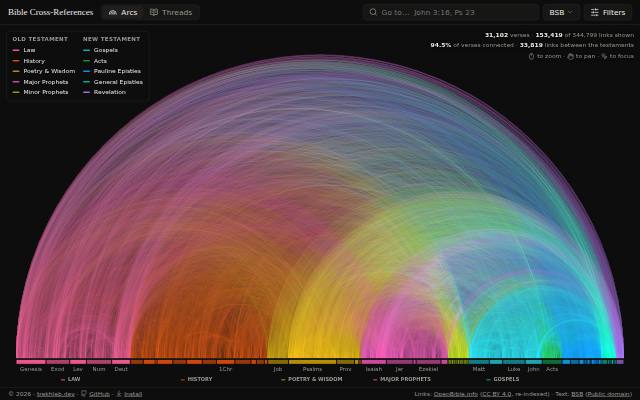 Bible Cross-References Arcs Threads Go to... John 3:16, Ps 23 BSB Filters
OLD TESTAMENT NEW TESTAMENT
Law Gospels
History Acts
Poetry & Wisdom Pauline Epistles
Major Prophets General Epistles
Minor Prophets Revelation
31,102 verses · 153,419 of 344,799 links shown
94.5% of verses connected · 33,819 links between the testaments
to zoom · to pan · to focus
Genesis Exod Lev Num Deut 1Chr Job Psalms Prov Isaiah Jer Ezekiel Matt Luke John Acts
LAW HISTORY POETRY & WISDOM MAJOR PROPHETS GOSPELS
© 2026 · trekhleb.dev · GitHub · Install Links: OpenBible.info (CC BY 4.0, re-indexed) · Text: BSB (Public domain)